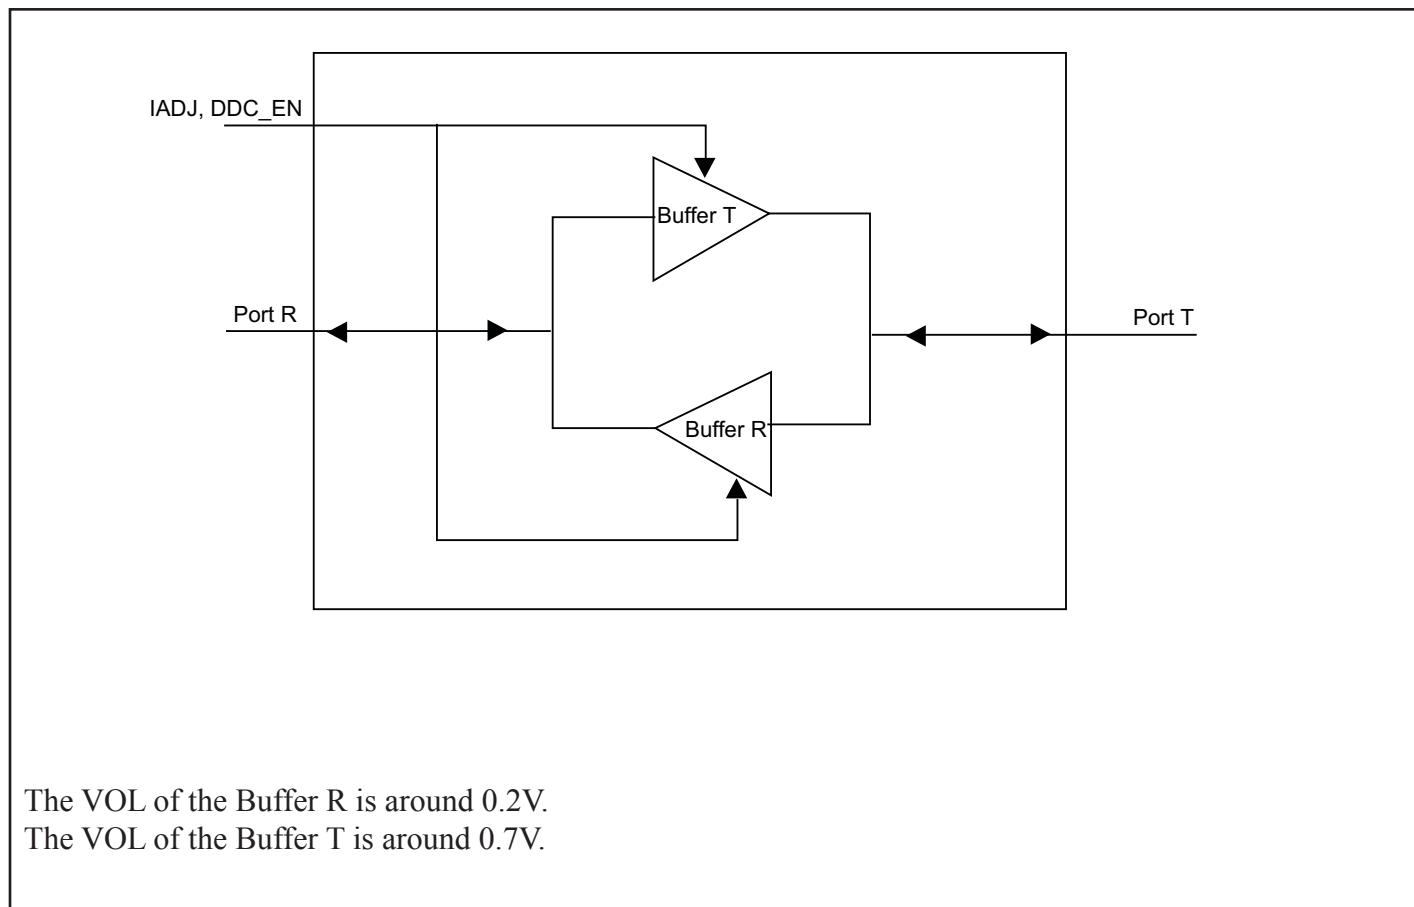 IADJ, DDC_EN
Buffer T
Port R
Port T
Buffer R
The VOL of the Buffer R is around 0.2V.
The VOL of the Buffer T is around 0.7V.